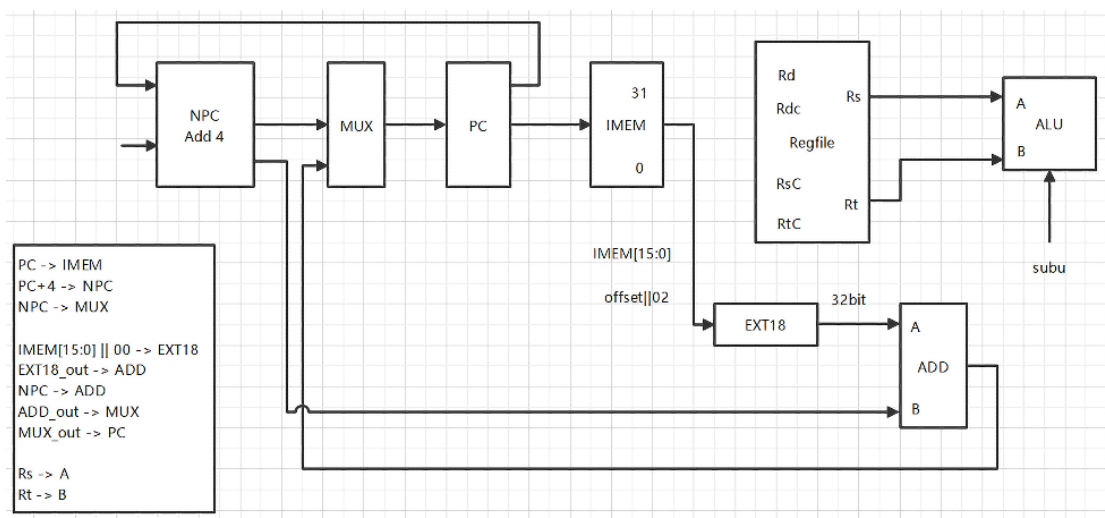 NPC
Add 4
MUX
PC
31
IMEM
0
Rd
Rdc
Rs
Regfile
RsC
Rt
RtC
A
ALU
B
subu
IMEM[15:0]
offset||02
EXT18
32bit
A
ADD
B
PC -> IMEM
PC+4 -> NPC
NPC -> MUX
IMEM[15:0] || 00 -> EXT18
EXT18_out -> ADD
NPC -> ADD
ADD_out -> MUX
MUX_out -> PC
Rs -> A
Rt -> B